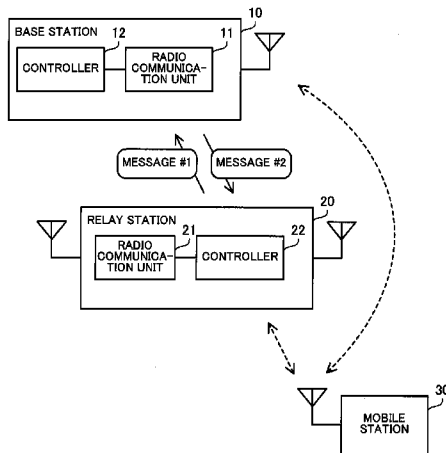 10
BASE STATION
12
11
CONTROLLER
RADIO
COMMUNICA-
TION UNIT
MESSAGE #1
MESSAGE #2
20
RELAY STATION
21
22
RADIO
COMMUNICA-
TION UNIT
CONTROLLER
30
MOBILE
STATION